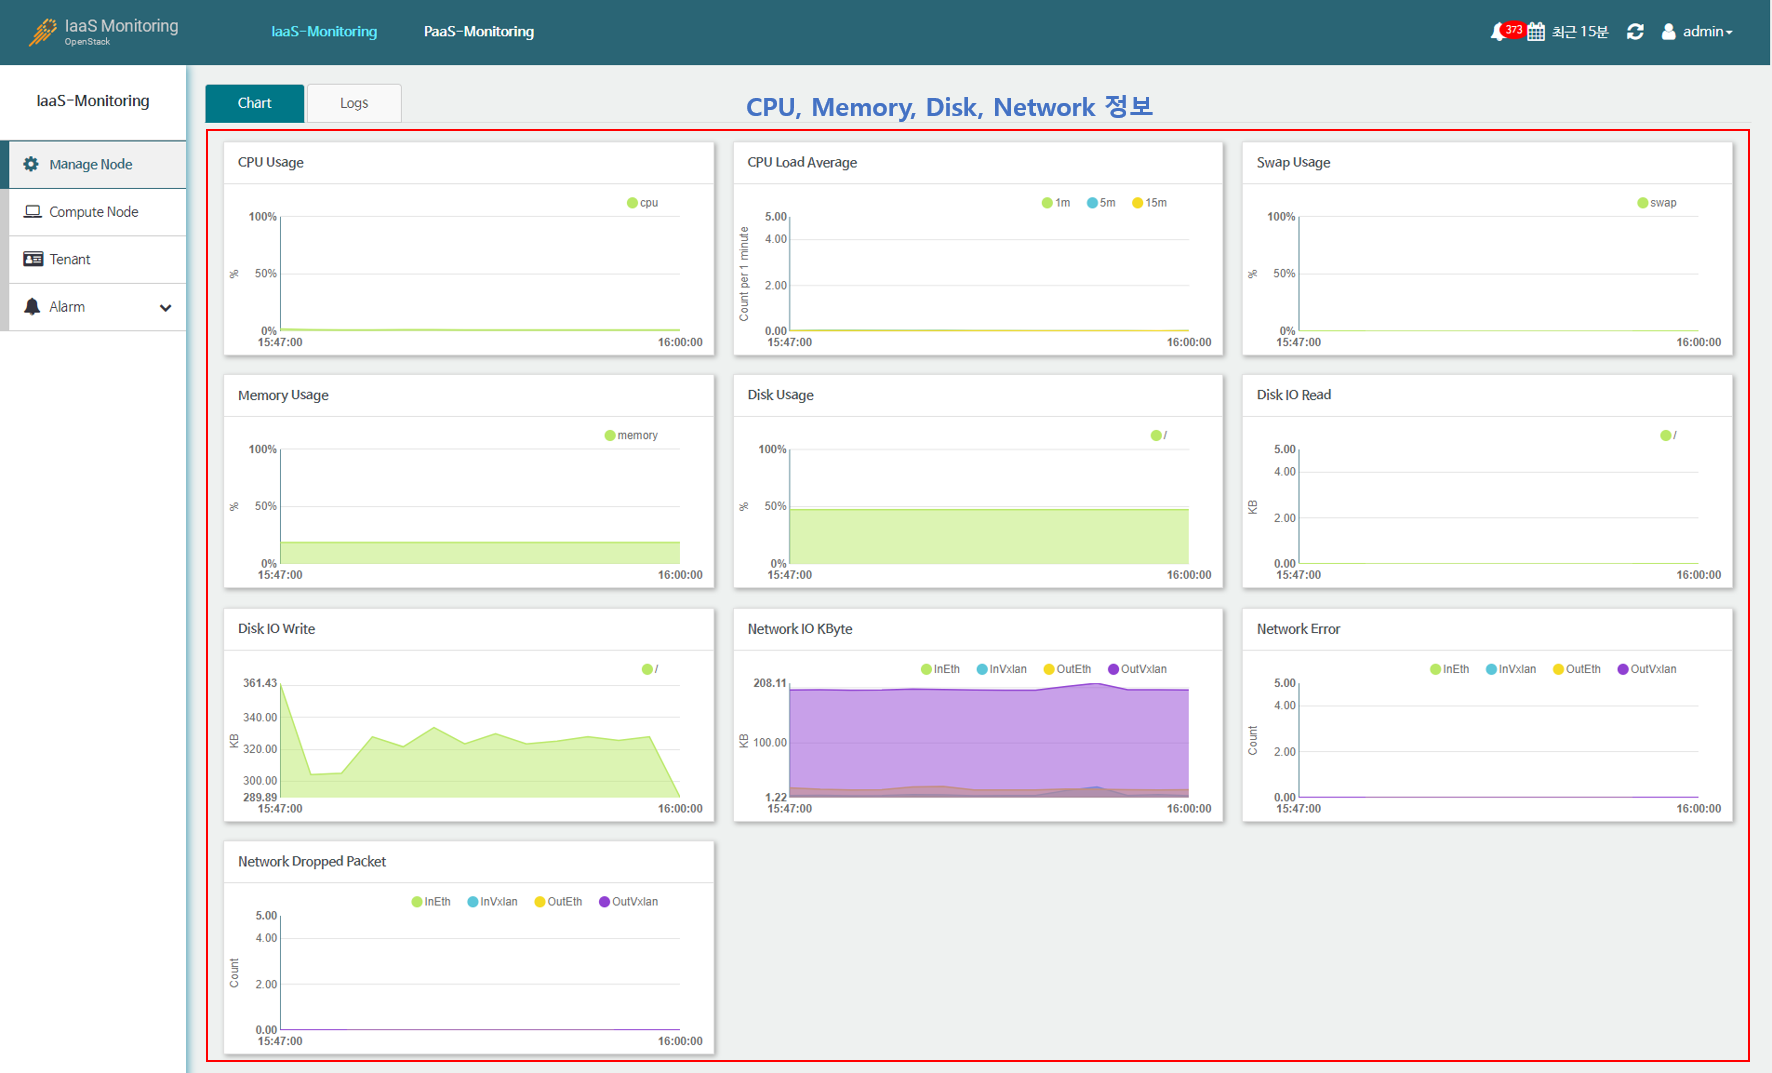 IaaS Monitoring
OpenStack
IaaS-Monitoring
PaaS-Monitoring
373
최근 15분
admin
IaaS-Monitoring
Manage Node
Compute Node
Tenant
Alarm
Chart
Logs
CPU, Memory, Disk, Network 정보
CPU Usage
cpu
100%
50%
0%
%
15:47:00
16:00:00
CPU Load Average
1m 5m 15m
5.00
4.00
2.00
0.00
Count per 1 minute
15:47:00
16:00:00
Swap Usage
swap
100%
50%
0%
%
15:47:00
16:00:00
Memory Usage
memory
100%
50%
0%
%
15:47:00
16:00:00
Disk Usage
/
100%
50%
0%
%
15:47:00
16:00:00
Disk IO Read
/
5.00
4.00
2.00
0.00
KB
15:47:00
16:00:00
Disk IO Write
/
361.43
340.00
320.00
300.00
289.89
KB
15:47:00
16:00:00
Network IO KByte
InEth InVxlan OutEth OutVxlan
208.11
100.00
1.22
KB
15:47:00
16:00:00
Network Error
InEth InVxlan OutEth OutVxlan
5.00
4.00
2.00
0.00
Count
15:47:00
16:00:00
Network Dropped Packet
InEth InVxlan OutEth OutVxlan
5.00
4.00
2.00
0.00
Count
15:47:00
16:00:00